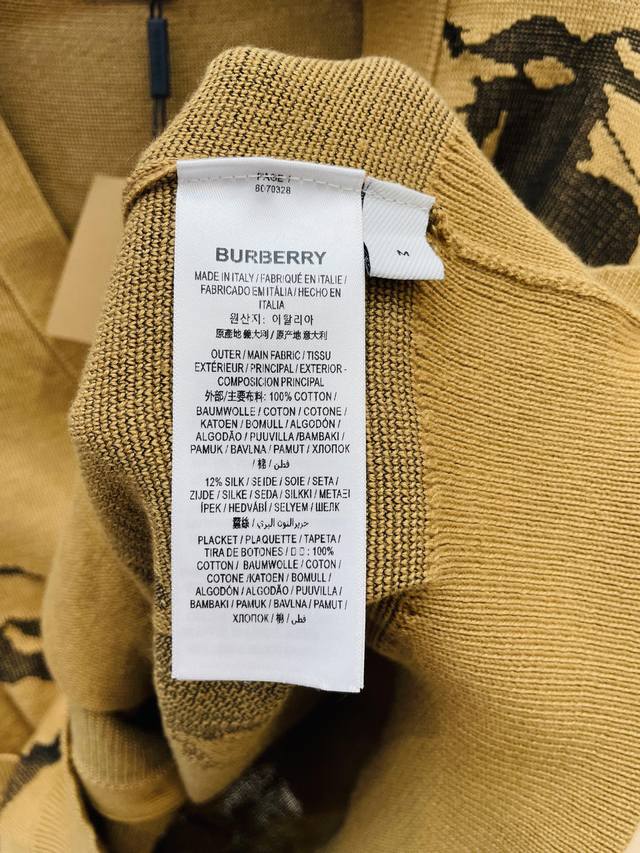 PAGE 1
8070328
BURBERRY
MADE IN ITALY / FABRIQUÉ EN ITALIE /
FABRICADO EM ITÁLIA / HECHO EN
ITALIA
원산지: 이탈리아
原產地 義大利 / 原产地 意大利
OUTER / MAIN FABRIC / TISSU
EXTÉRIEUR / PRINCIPAL / EXTERIOR -
COMPOSICIÓN PRINCIPAL
外部/主要布料: 100% COTTON /
BAUMWOLLE / COTON / COTONE /
KATOEN / BOMULL / ALGODÓN /
ALGODÃO / PUUVILLA /BAMBAKI /
PAMUK / BAVLNA / PAMUT / ХЛОПОК
/ 棉 / قطن
12% SILK / SEIDE / SOIE / SETA /
ZIJDE / SILKE / SEDA / SILKKI / METAΞI
İPEK / HEDVÁBÍ / SELYEM / ШЕЛК
حرير التوت البري /
PLACKET / PLAQUETTE / TAPETA /
TIRA DE BOTONES / □ □ : 100%
COTTON / BAUMWOLLE / COTON /
COTONE /KATOEN / BOMULL /
ALGODÓN / ALGODÃO / PUUVILLA /
BAMBAKI / PAMUK / BAVLNA / PAMUT /
ХЛОПОК / 棉 / قطن
M